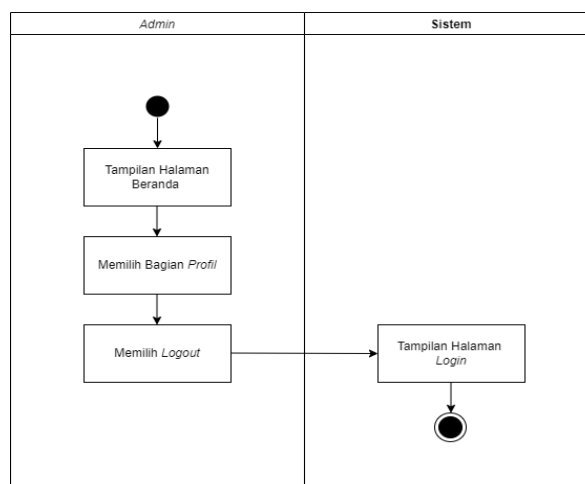 Admin
Sistem
Tampilan Halaman
Beranda
Memilih Bagian Profil
Memilih Logout
Tampilan Halaman
Login